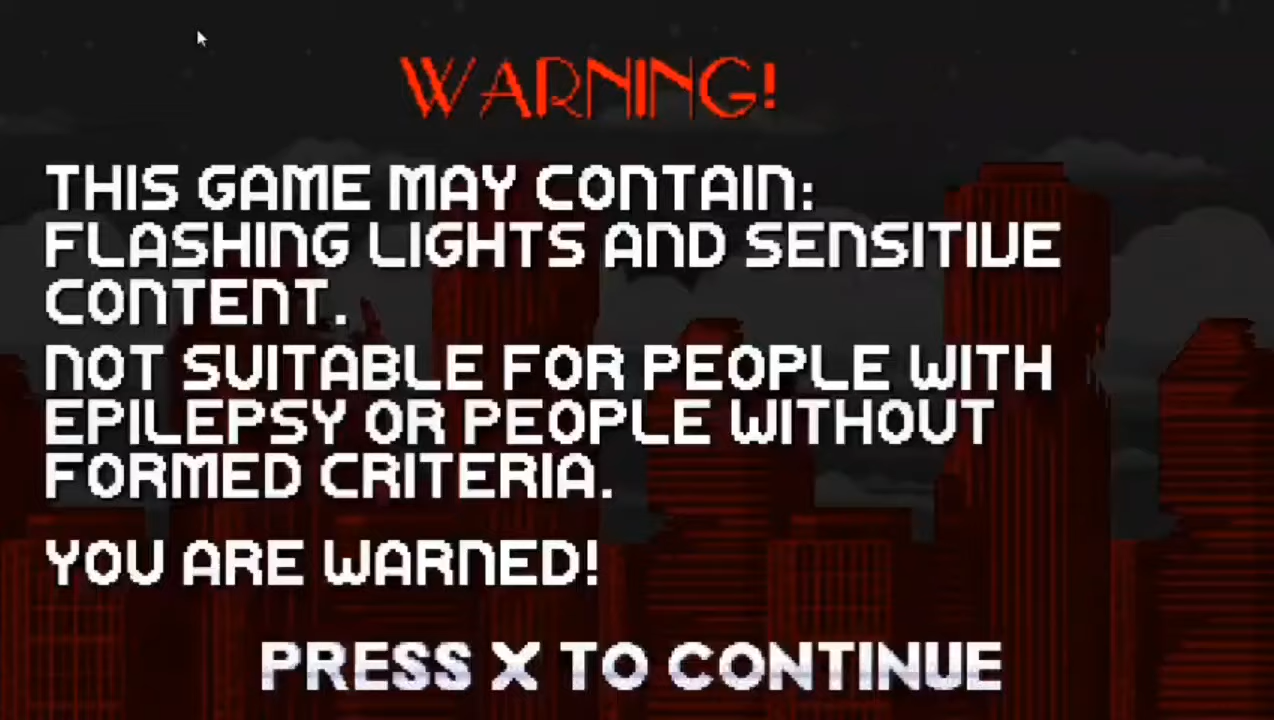 WARNING!
THIS GAME MAY CONTAIN:
FLASHING LIGHTS AND SENSITIVE
CONTENT.
NOT SUITABLE FOR PEOPLE WITH
EPILEPSY OR PEOPLE WITHOUT
FORMED CRITERIA.
YOU ARE WARNED!
PRESS X TO CONTINUE